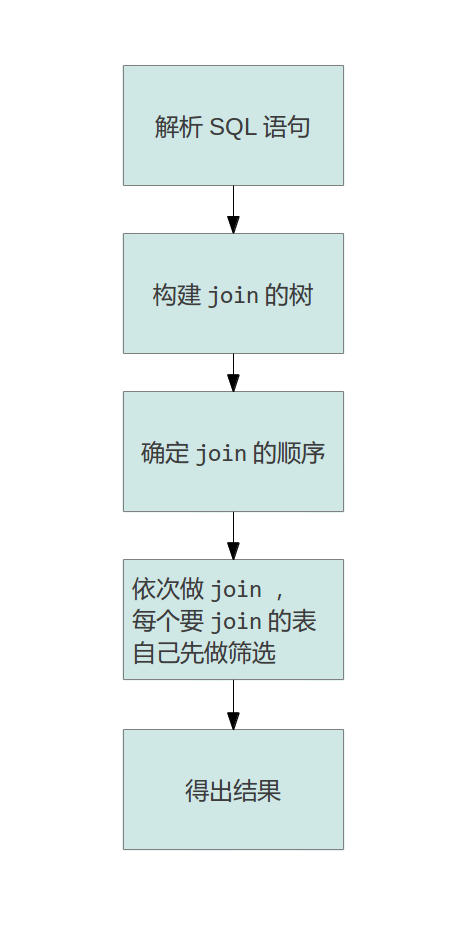 解析 SQL 语句
构建 join 的树
确定 join 的顺序
依次做 join ,
每个要 join 的表
自己先做筛选
得出结果